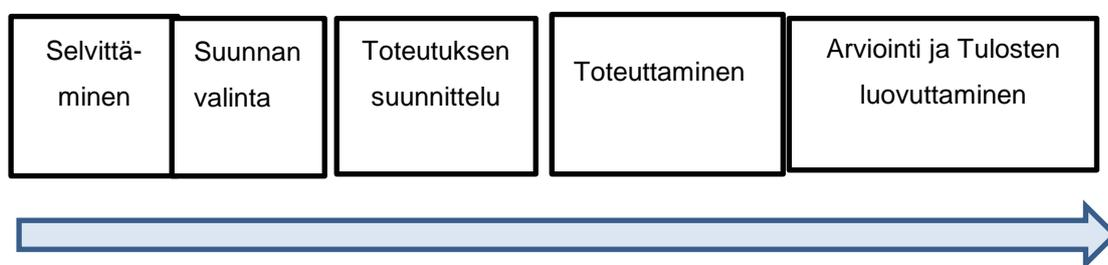 Selvittä-
minen
Suunnan
valinta
Toteutuksen
suunnittelu
Toteuttaminen
Arviointi ja Tulosten
luovuttaminen